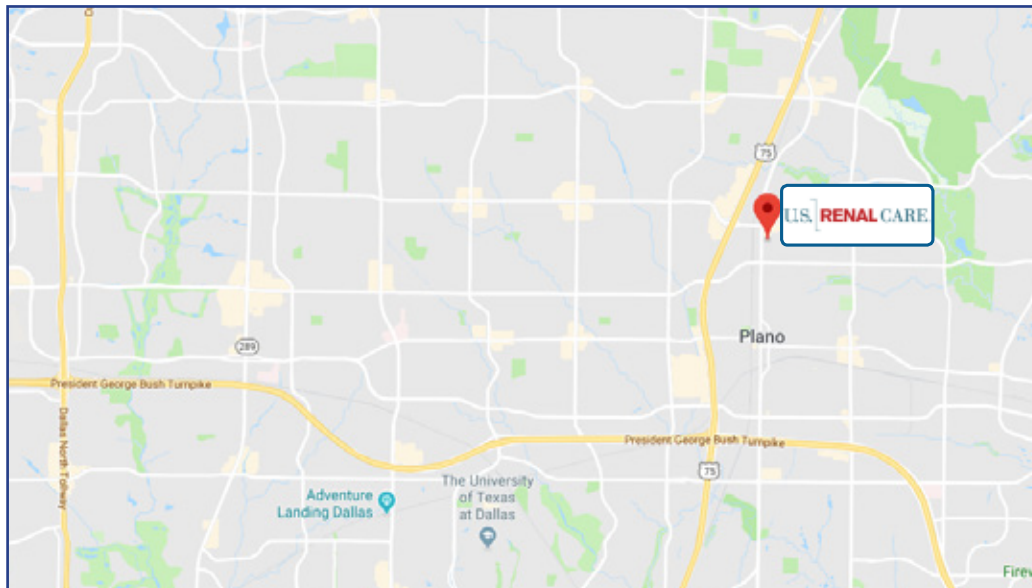 75
U.S. RENAL CARE
Plano
289
President George Bush Turnpike
President George Bush Turnpike
Dallas North Tollway
75
The University
of Texas
at Dallas
Adventure
Landing Dallas